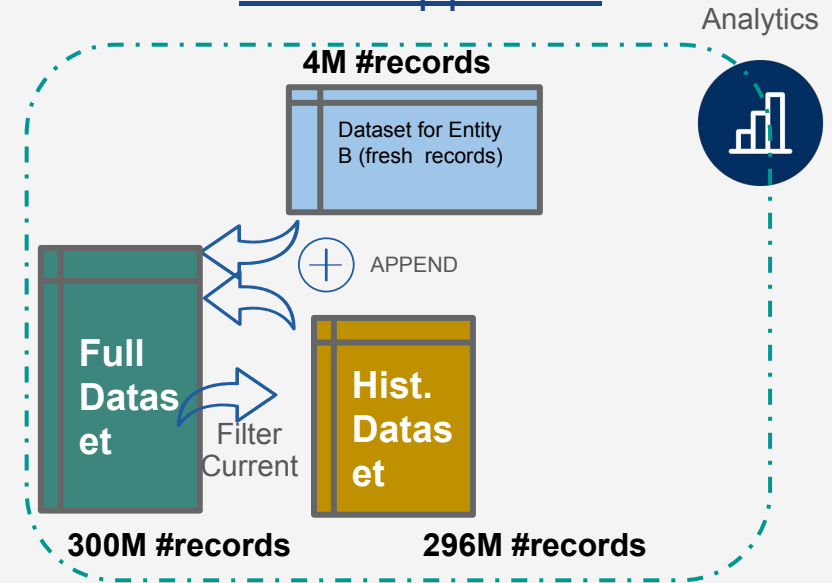 Analytics
4M #records
Dataset for Entity
B (fresh records)
APPEND
Full
Datas
et
Filter
Current
Hist.
Datas
et
300M #records
296M #records